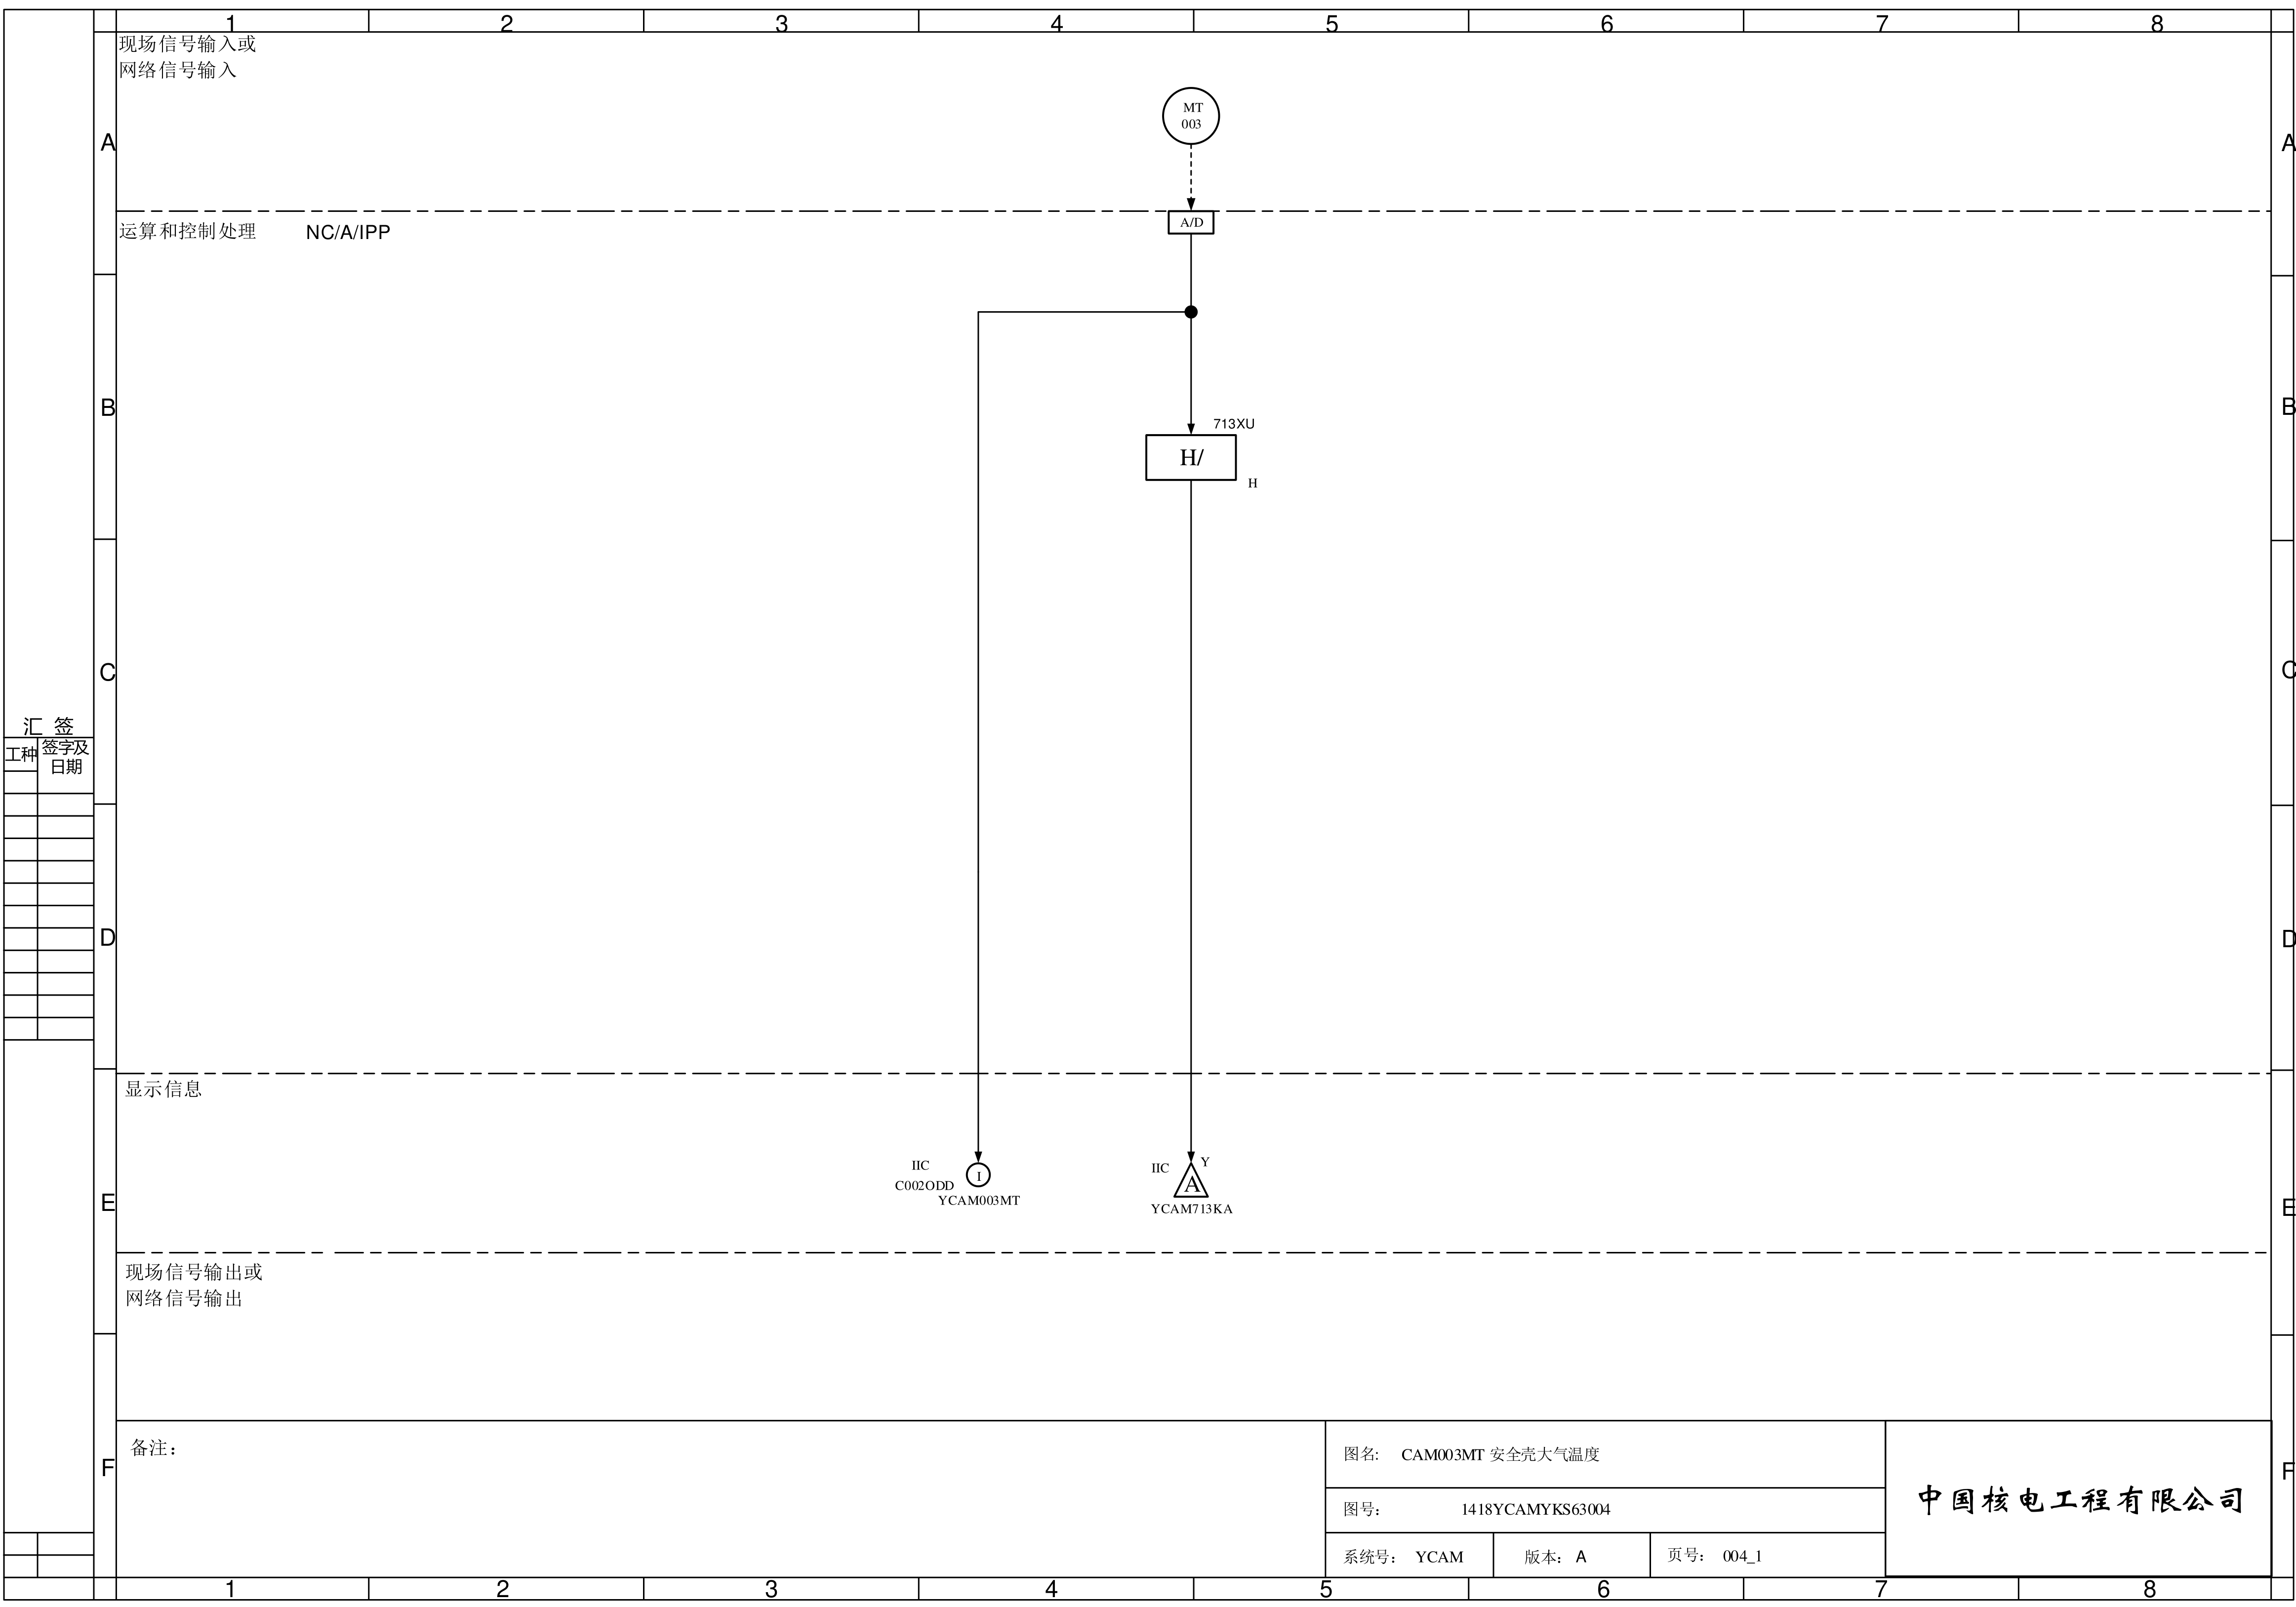 1 2 3 4 5 6 7 8
现场信号输入或
网络信号输入
MT
003
A A
A/D
运算和控制处理 NC/A/IPP
B B
713XU
H/
H
C C
汇 签
工种 签字及
日期
D D
显示信息
IIC
C002ODD
I
YCAM003MT
IIC Y
A
YCAM713KA
E E
现场信号输出或
网络信号输出
备注:
F F
图名: CAM003MT 安全壳大气温度
图号: 1418YCAMYKS63004
系统号: YCAM 版本: A 页号: 004_1
中国核电工程有限公司
1 2 3 4 5 6 7 8